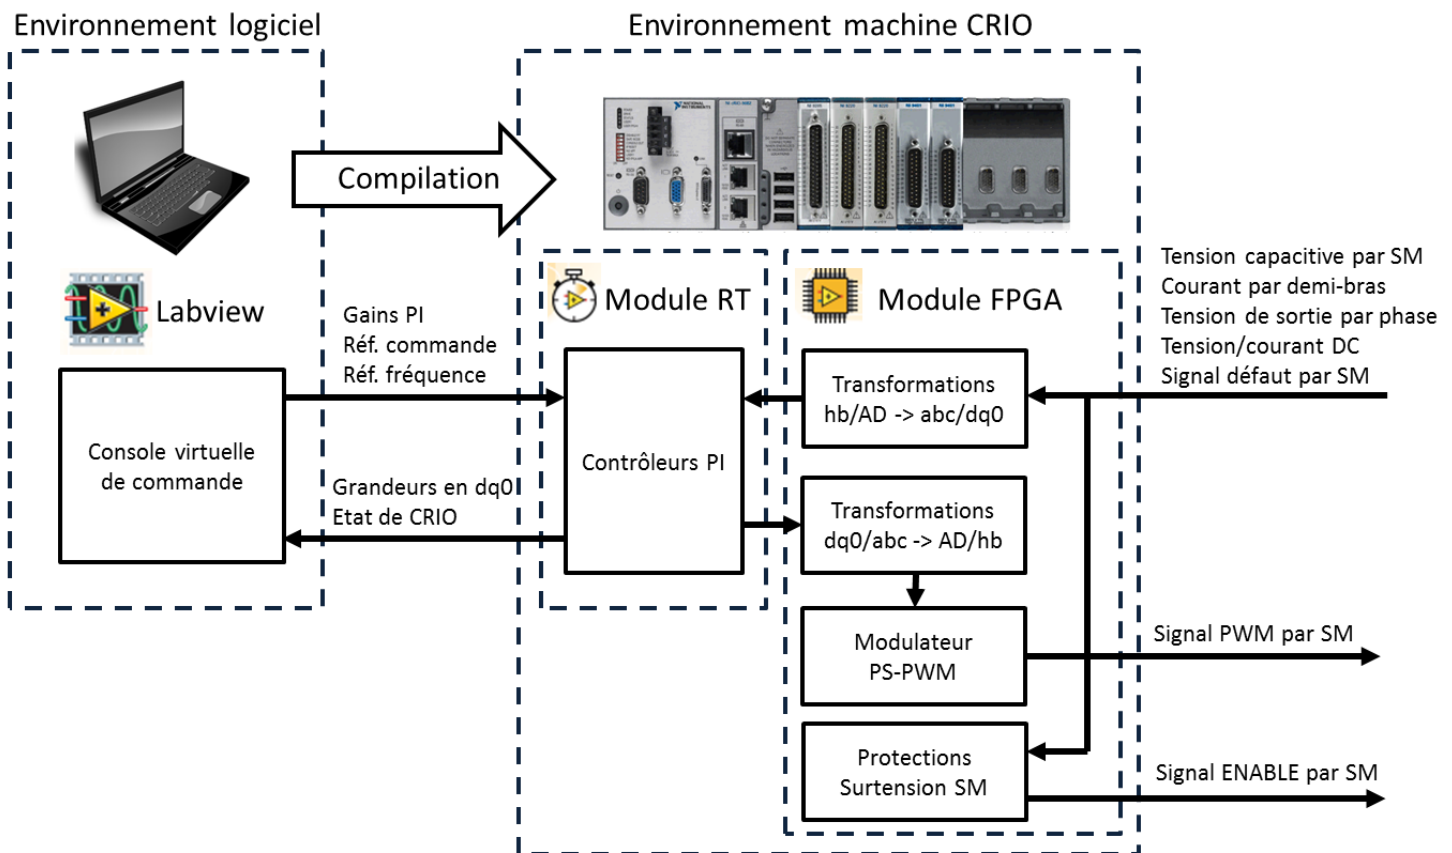 Environnement logiciel
Environnement machine CRIO
NATIONAL
INSTRUMENTS
Compilation
Labview
Module RT
Module FPGA
Tension capacitive par SM
Courant par demi-bras
Tension de sortie par phase
Tension/courant DC
Signal défaut par SM
Gains PI
Réf. commande
Réf. fréquence
Console virtuelle
de commande
Grandeurs en dq0
Etat de CRIO
Contrôleurs PI
Transformations
hb/AD -> abc/dq0
Transformations
dq0/abc -> AD/hb
Modulateur
PS-PWM
Signal PWM par SM
Protections
Surtension SM
Signal ENABLE par SM